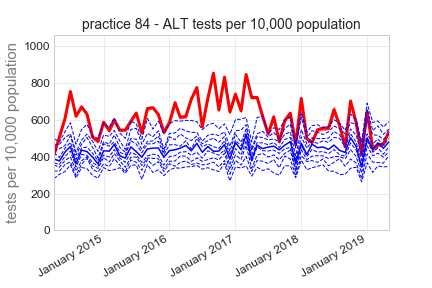 practice 84 - ALT tests per 10,000 population
tests per 10,000 population
1000
800
600
400
200
0
January 2015
January 2016
January 2017
January 2018
January 2019